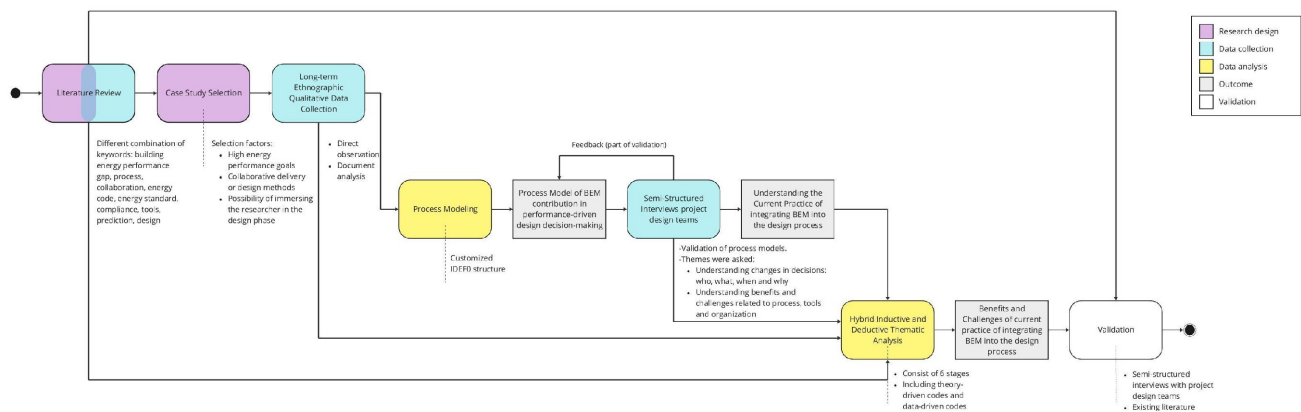 Research design
Data collection
Data analysis
Outcome
Validation
Literature Review
Case Study Selection
Long-term
Ethnographic
Qualitative Data
Collection
Different combination of
keywords: building
energy performance
gap, process,
collaboration, energy
code, energy standard,
compliance, tools,
prediction, design
Selection factors:
• High energy
performance goals
• Collaborative delivery
or design methods
• Possibility of immersing
the researcher in the
design phase
• Direct
observation
• Document
analysis
Feedback (part of validation)
Process Modeling
Process Model of BEM
contribution in
performance-driven
design decision-making
Semi-Structured
Interviews project
design teams
Understanding the
Current Practice of
integrating BEM into
the design process
Customized
IDEF0 structure
-Validation of process models.
-Themes were asked:
• Understanding changes in decisions:
who, what, when and why
• Understanding benefits and
challenges related to process, tools
and organization
Hybrid Inductive and
Deductive Thematic
Analysis
Benefits and
Challenges of current
practice of integrating
BEM into the design
process
Validation
• Consist of 6 stages
• Including theory-
driven codes and
data-driven codes
• Semi-structured
interviews with project
design teams
• Existing literature